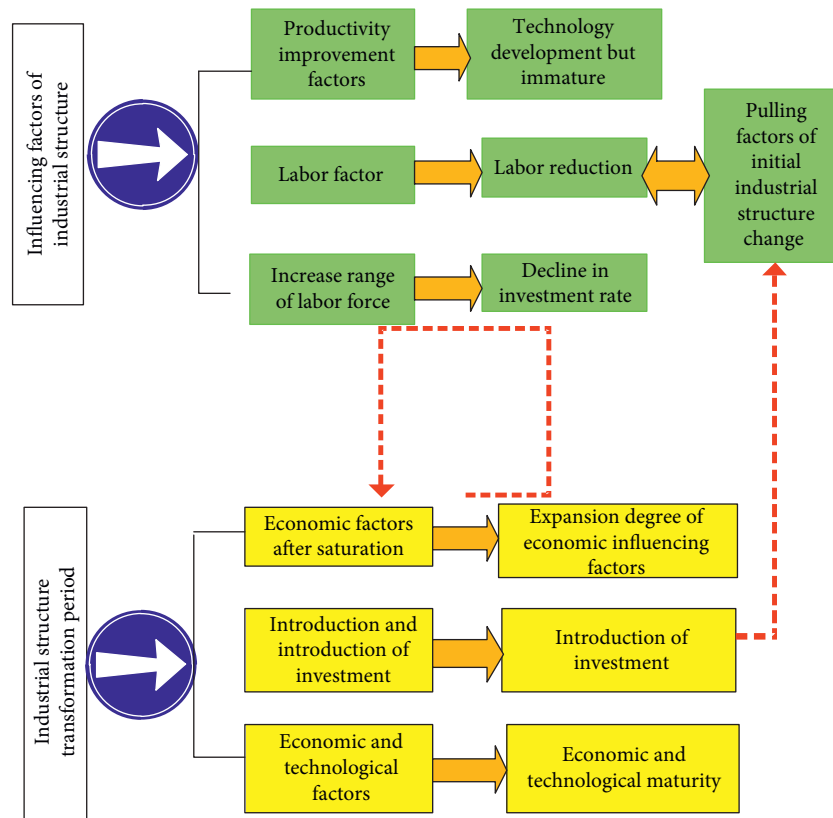 Influencing factors of
industrial structure
Productivity
improvement
factors
Technology
development but
immature
Labor factor
Labor reduction
Pulling
factors of
initial
industrial
structure
change
Increase range
of labor force
Decline in
investment rate
Industrial structure
transformation period
Economic factors
after saturation
Expansion degree of
economic influencing
factors
Introduction and
introduction of
investment
Introduction of
investment
Economic and
technological
factors
Economic and
technological maturity